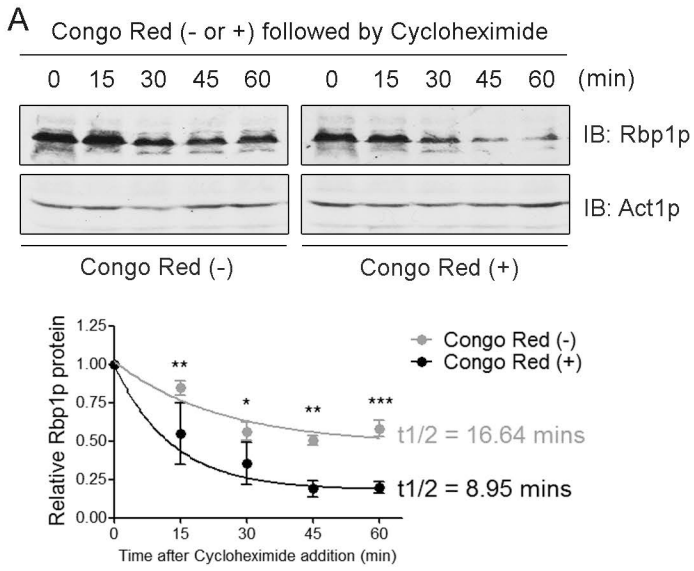 A
Congo Red (- or +) followed by Cycloheximide
0 15 30 45 60 0 15 30 45 60 (min)
IB: Rbp1p
IB: Act1p
Congo Red (-) Congo Red (+)
Relative Rbp1p protein
1.25
1.00
0.75
0.50
0.25
0.00
** * ** ***
Congo Red (-)
Congo Red (+)
t1/2 = 16.64 mins
t1/2 = 8.95 mins
0 15 30 45 60
Time after Cycloheximide addition (min)